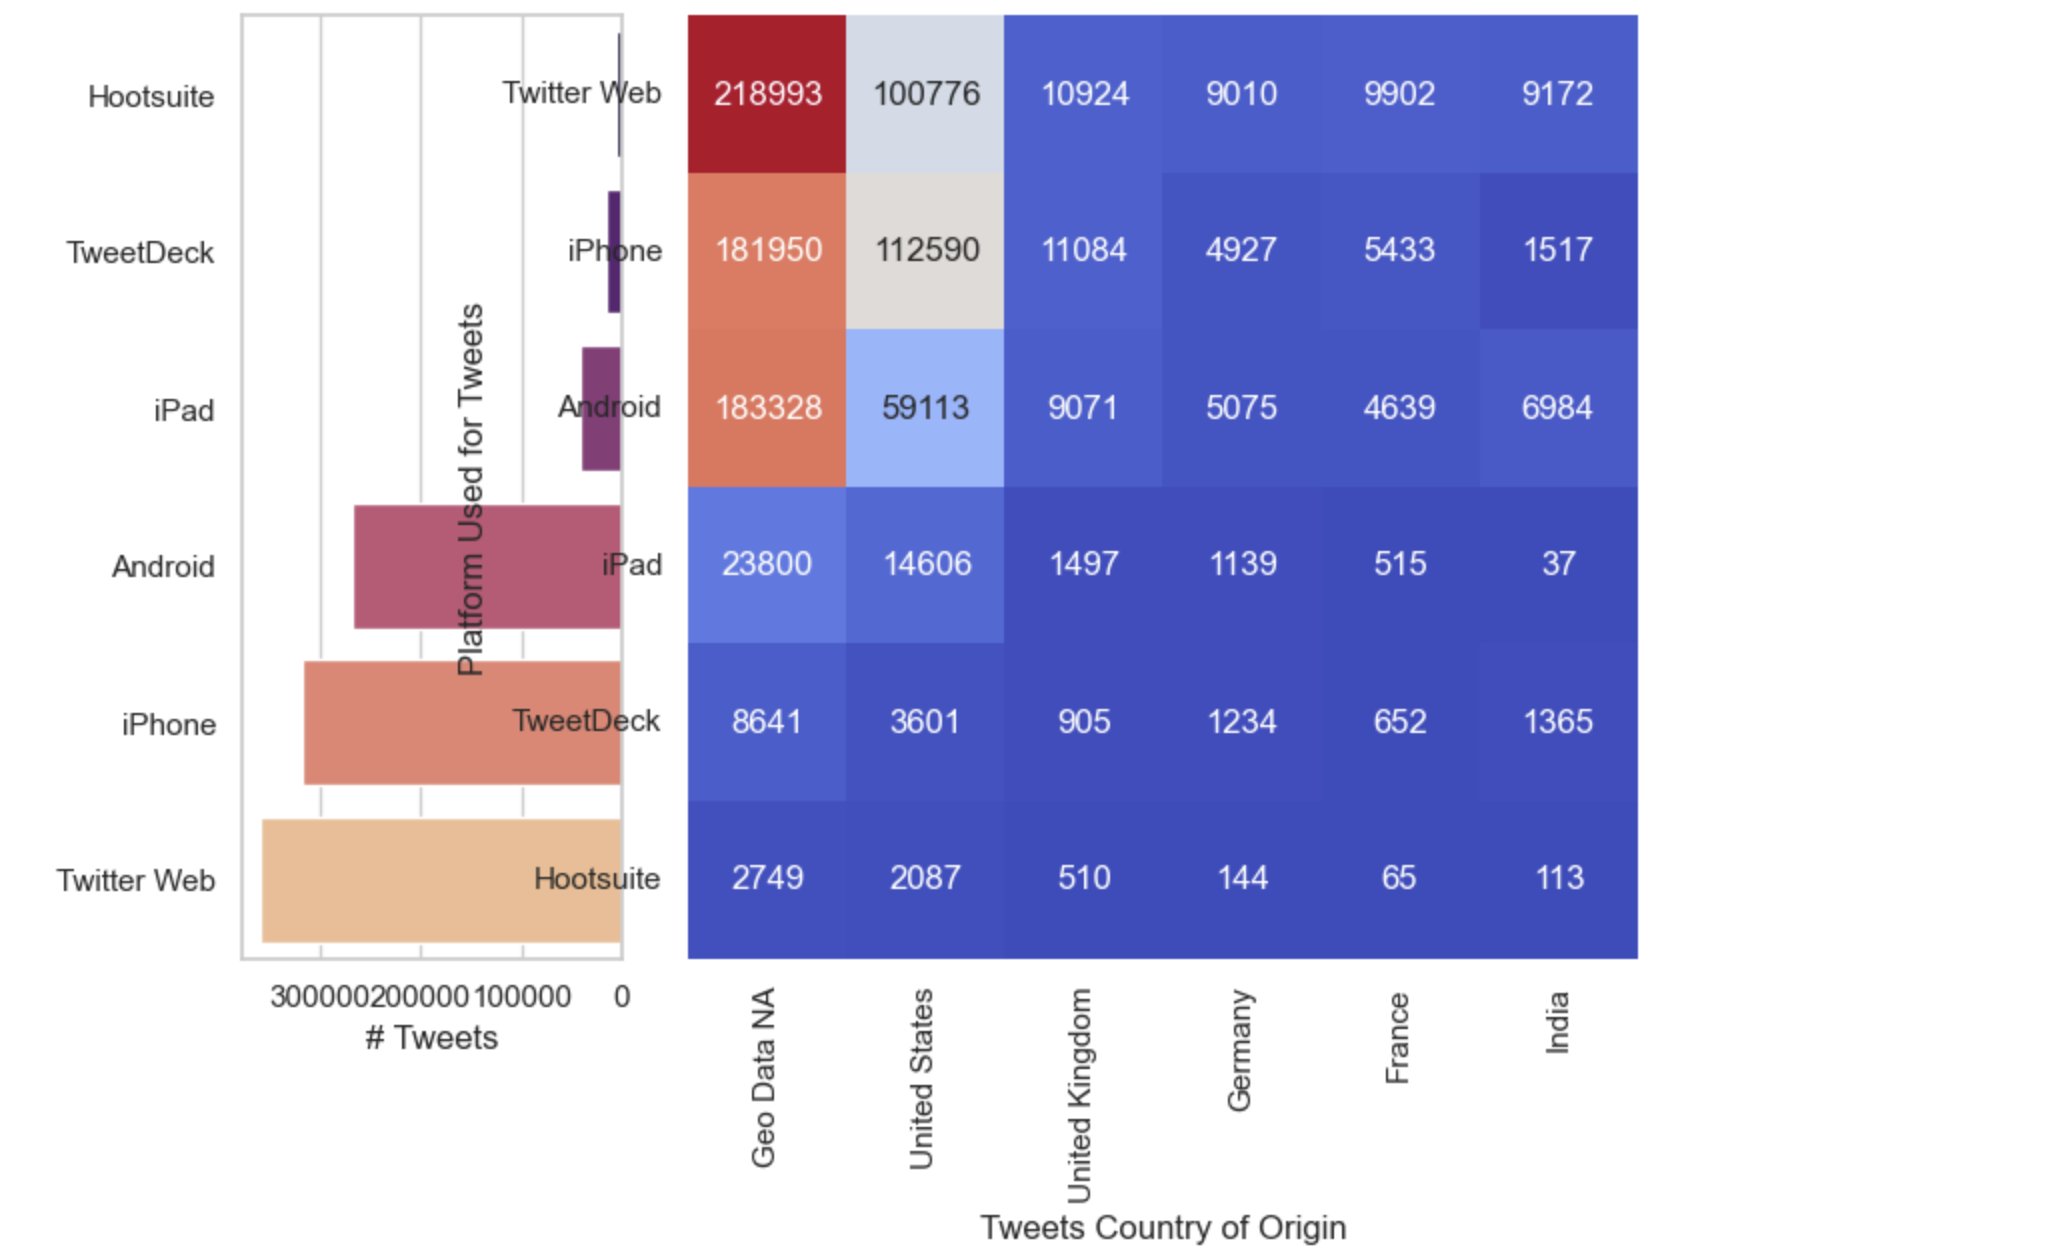 Hootsuite
TweetDeck
iPad
Android
iPhone
Twitter Web
300000 200000 100000 0
# Tweets
Platform Used for Tweets
Twitter Web 218993 100776 10924 9010 9902 9172
iPhone 181950 112590 11084 4927 5433 1517
Android 183328 59113 9071 5075 4639 6984
iPad 23800 14606 1497 1139 515 37
TweetDeck 8641 3601 905 1234 652 1365
Hootsuite 2749 2087 510 144 65 113
Geo Data NA
United States
United Kingdom
Germany
France
India
Tweets Country of Origin